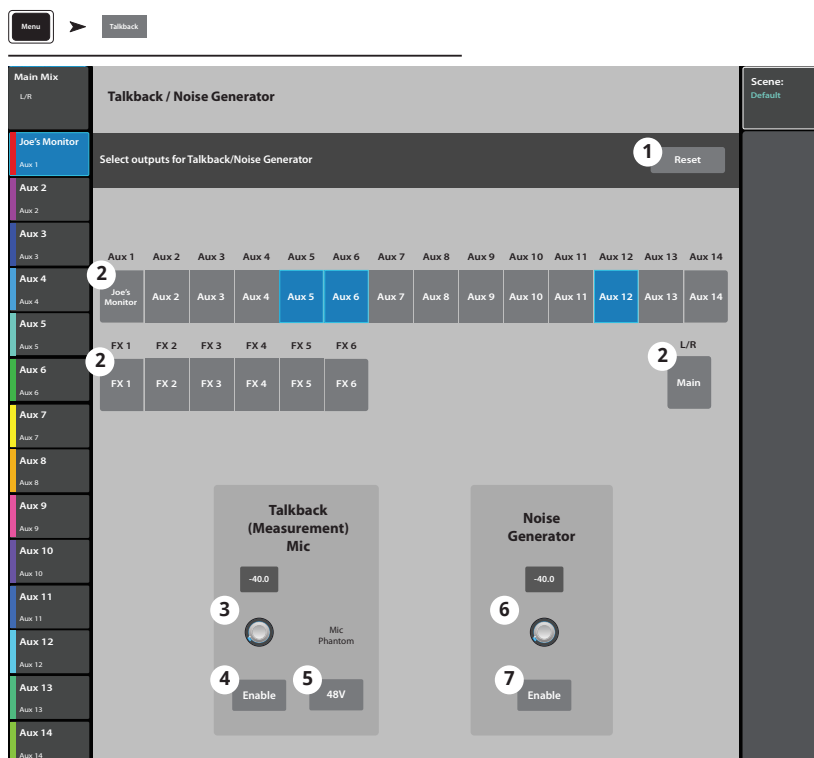 Menu
Talkback
Main Mix
L/R
Talkback / Noise Generator
Scene:
Default
Joe's Monitor
Aux 1
Select outputs for Talkback/Noise Generator
1
Reset
Aux 2
Aux 2
Aux 3
Aux 3
Aux 4
Aux 4
Aux 5
Aux 5
Aux 6
Aux 6
Aux 7
Aux 7
Aux 8
Aux 8
Aux 9
Aux 9
Aux 10
Aux 10
Aux 11
Aux 11
Aux 12
Aux 12
Aux 13
Aux 13
Aux 14
Aux 14
Aux 1 Aux 2 Aux 3 Aux 4 Aux 5 Aux 6 Aux 7 Aux 8 Aux 9 Aux 10 Aux 11 Aux 12 Aux 13 Aux 14
2
Joe's
Monitor
Aux 2 Aux 3 Aux 4 Aux 5 Aux 6 Aux 7 Aux 8 Aux 9 Aux 10 Aux 11 Aux 12 Aux 13 Aux 14
FX 1 FX 2 FX 3 FX 4 FX 5 FX 6
2
FX 1 FX 2 FX 3 FX 4 FX 5 FX 6
L/R
2
Main
Talkback
(Measurement)
Mic
-40.0
3
Mic
Phantom
4
Enable
5
48V
Noise
Generator
-40.0
6
7
Enable